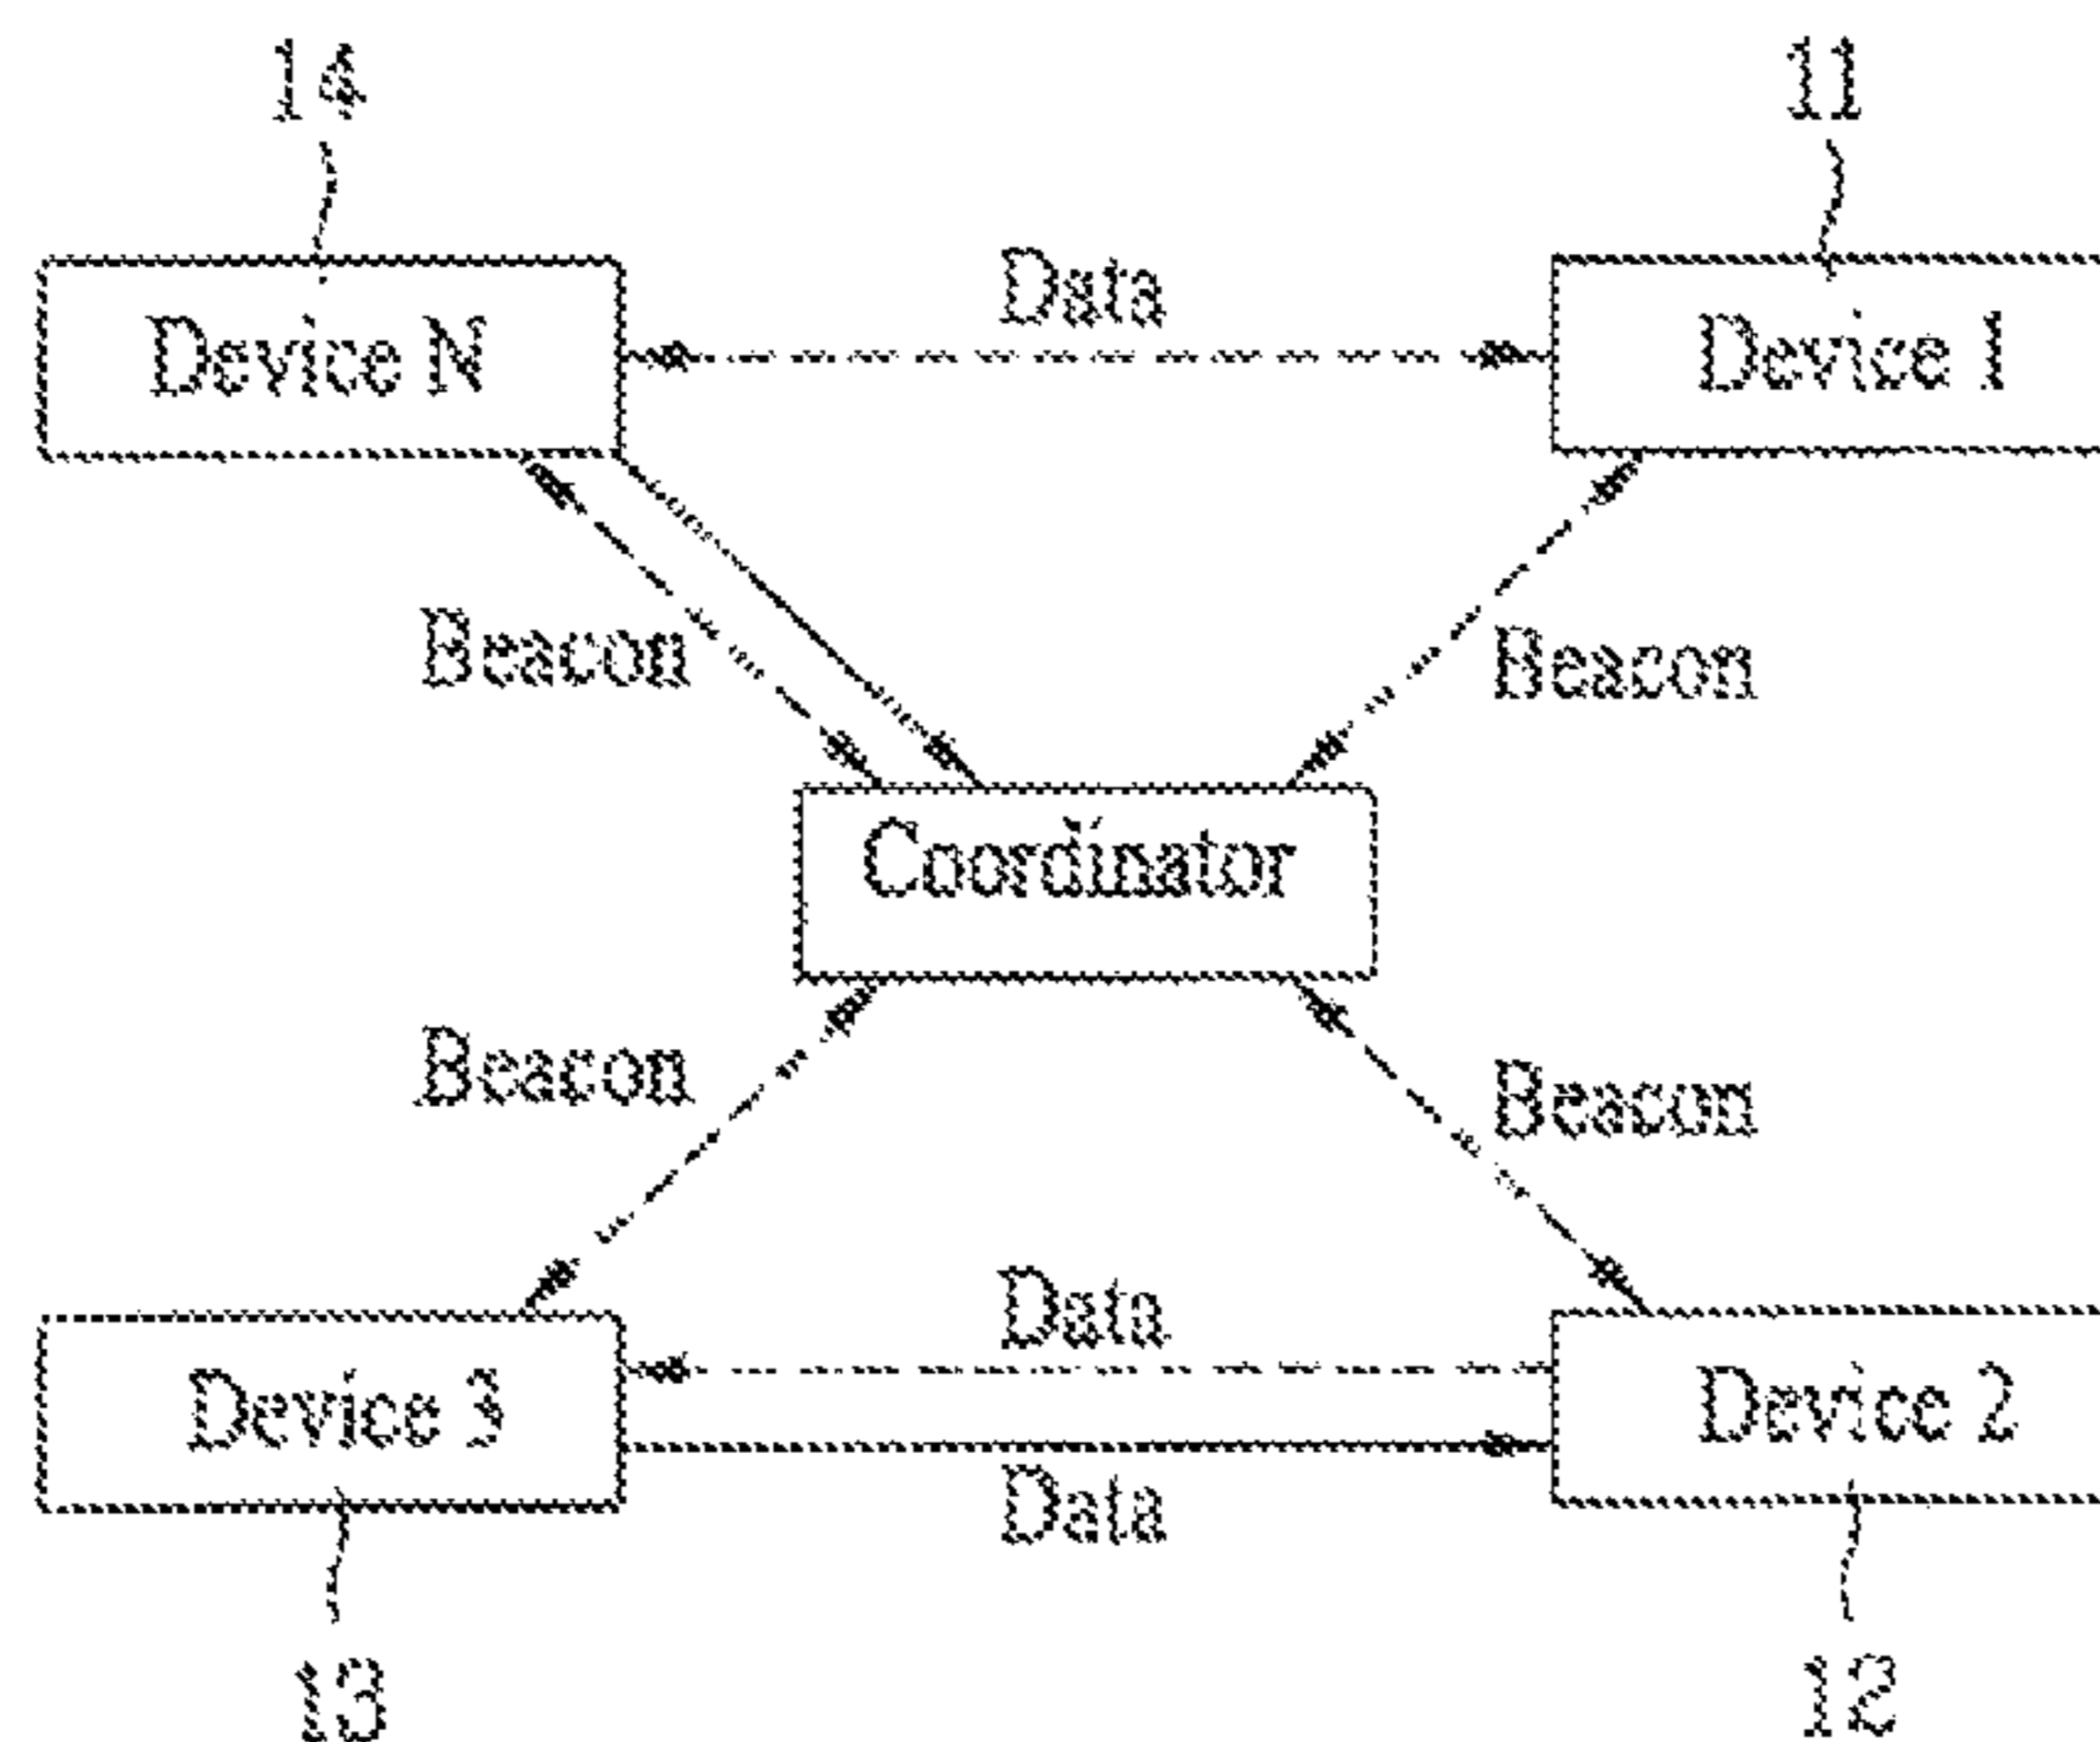 14
11
Data
Device N
Device 1
Beacon
Beacon
Coordinator
Beacon
Beacon
Data
Device 3
Device 2
Data
13
12